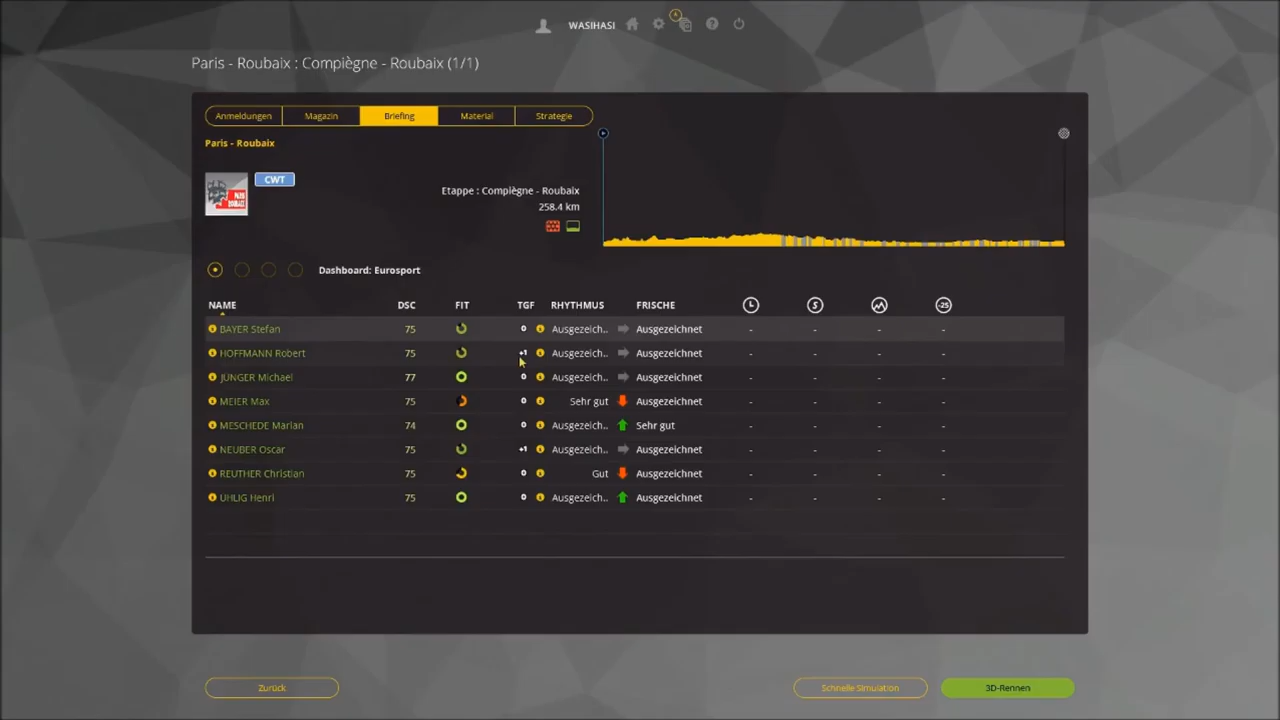 WASIHASI
Paris - Roubaix : Compiègne - Roubaix (1/1)
Anmeldungen Magazin Briefing Material Strategie
Paris - Roubaix
CWT
Etappe : Compiègne - Roubaix
258.4 km
Dashboard: Eurosport
NAME DSC FIT TGF RHYTHMUS FRISCHE S -25
BAYER Stefan 75 0 Ausgezeich.. Ausgezeichnet - - - -
HOFFMANN Robert 75 +1 Ausgezeich.. Ausgezeichnet - - - -
JÜNGER Michael 77 0 Ausgezeich.. Ausgezeichnet - - - -
MEIER Max 75 0 Sehr gut Ausgezeichnet - - - -
MESCHEDE Marlan 74 0 Ausgezeich.. Sehr gut - - - -
NEUBER Oscar 75 +1 Ausgezeich.. Ausgezeichnet - - - -
REUTHER Christian 75 0 Gut Ausgezeichnet - - - -
UHLIG Henri 75 0 Ausgezeich.. Ausgezeichnet - - - -
Zurück Schnelle Simulation 3D-Rennen